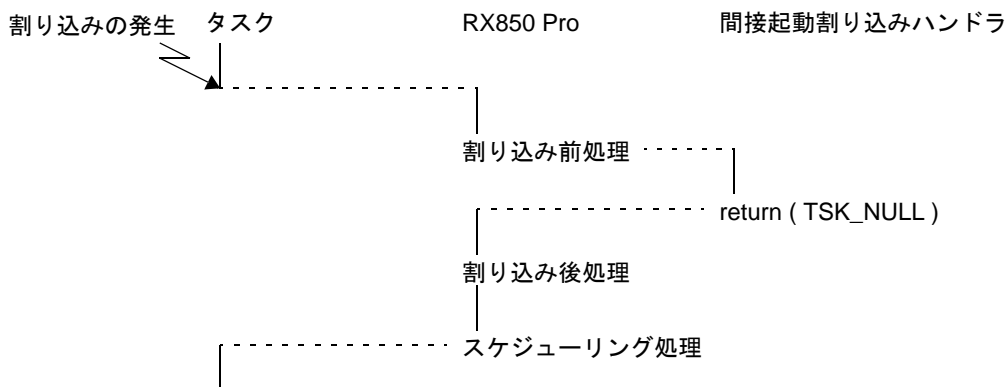 割り込みの発生 タスク RX850 Pro 間接起動割り込みハンドラ
割り込み前処理
return ( TSK_NULL )
割り込み後処理
スケジューリング処理